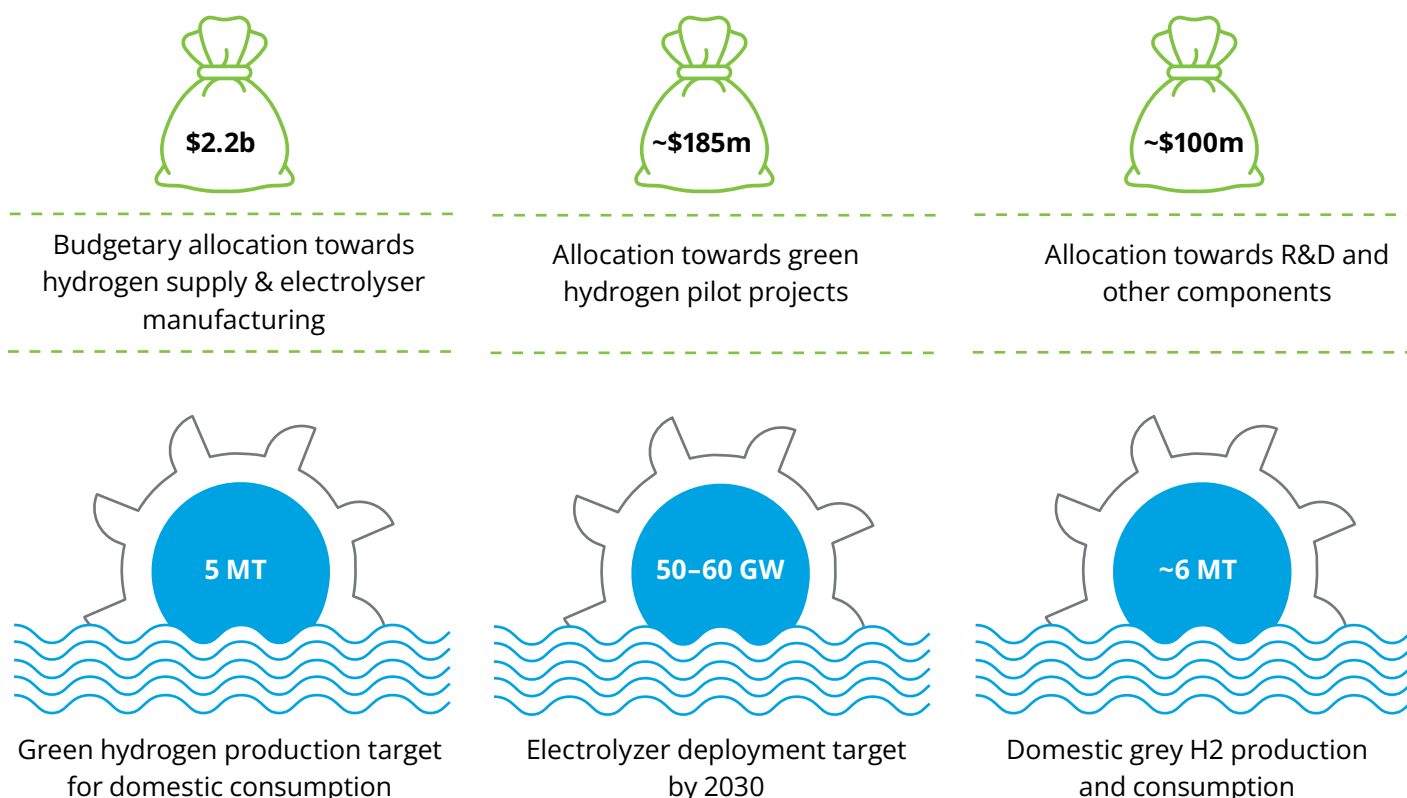 $2.2b
~$185m
~$100m
Budgetary allocation towards
hydrogen supply & electrolyser
manufacturing
Allocation towards green
hydrogen pilot projects
Allocation towards R&D and
other components
5 MT
50–60 GW
~6 MT
Green hydrogen production target
for domestic consumption
Electrolyzer deployment target
by 2030
Domestic grey H2 production
and consumption